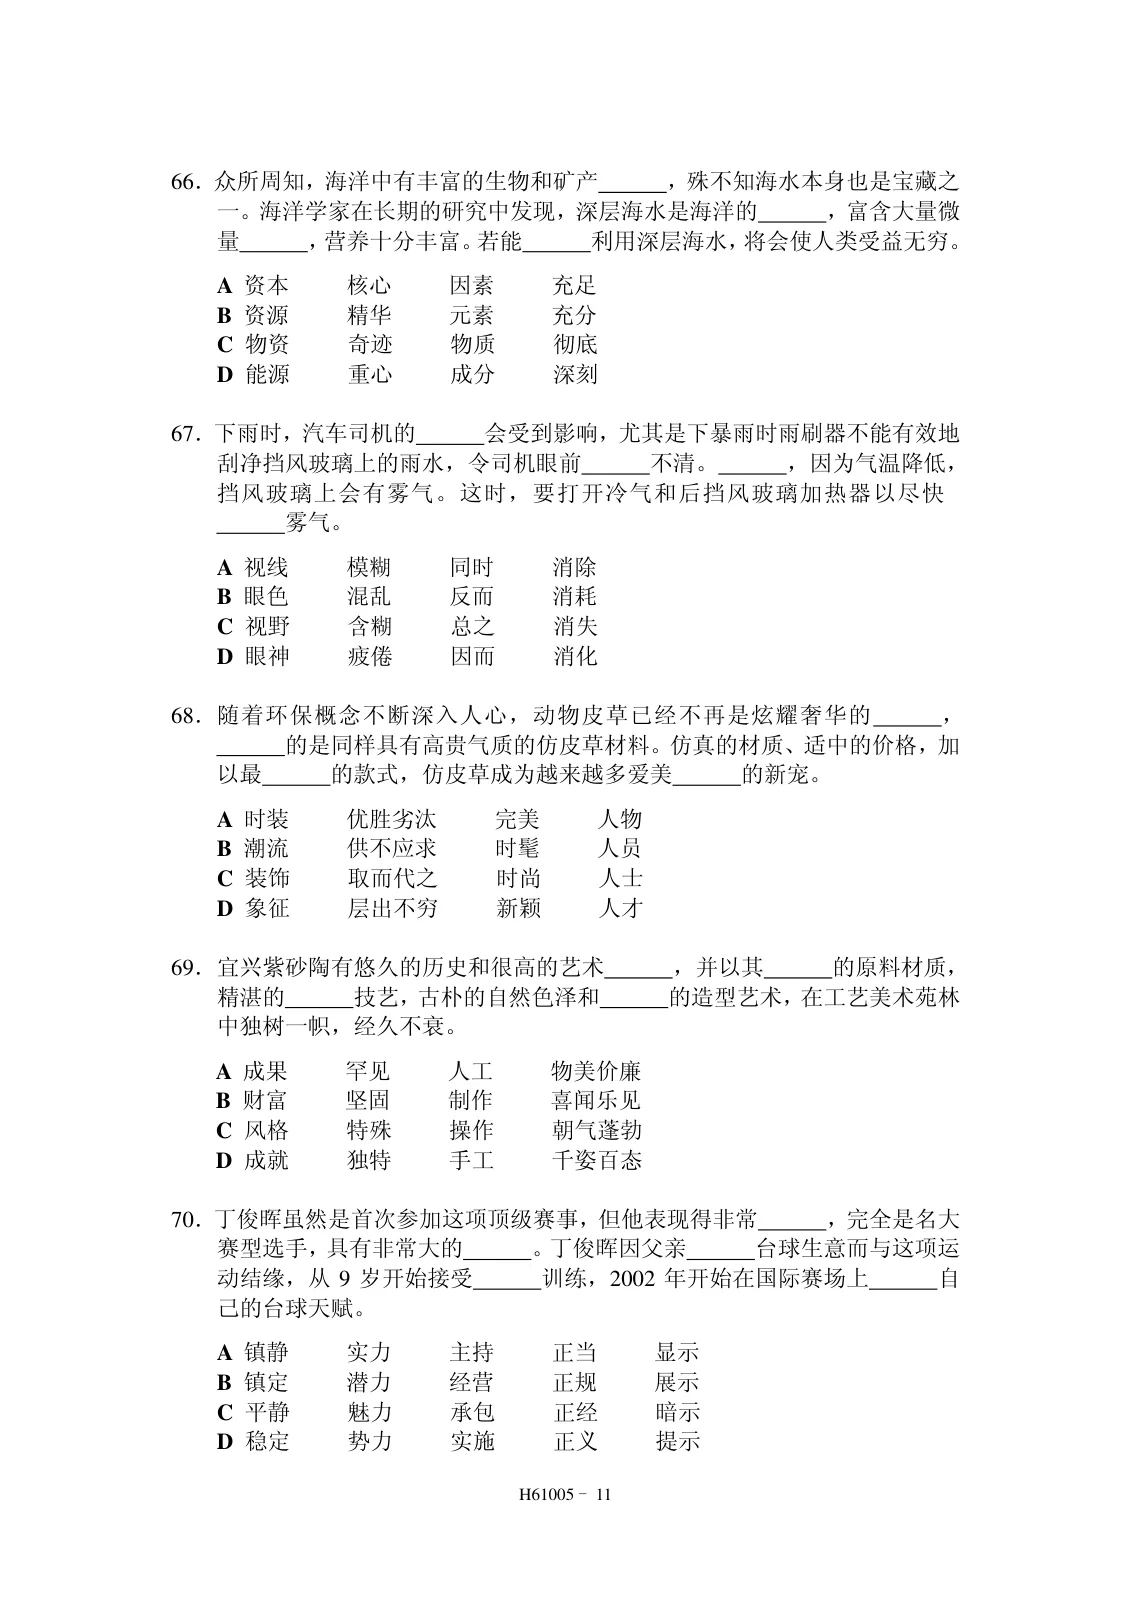 66．众所周知，海洋中有丰富的生物和矿产______，殊不知海水本身也是宝藏之
一。海洋学家在长期的研究中发现，深层海水是海洋的______，富含大量微
量______，营养十分丰富。若能______利用深层海水，将会使人类受益无穷。
A 资本 核心 因素 充足
B 资源 精华 元素 充分
C 物资 奇迹 物质 彻底
D 能源 重心 成分 深刻
67．下雨时，汽车司机的______会受到影响，尤其是下暴雨时雨刷器不能有效地
刮净挡风玻璃上的雨水，令司机眼前______不清。______，因为气温降低，
挡风玻璃上会有雾气。这时，要打开冷气和后挡风玻璃加热器以尽快
______雾气。
A 视线 模糊 同时 消除
B 眼色 混乱 反而 消耗
C 视野 含糊 总之 消失
D 眼神 疲倦 因而 消化
68．随着环保概念不断深入人心，动物皮草已经不再是炫耀奢华的______，
______的是同样具有高贵气质的仿皮草材料。仿真的材质、适中的价格，加
以最______的款式，仿皮草成为越来越多爱美______的新宠。
A 时装 优胜劣汰 完美 人物
B 潮流 供不应求 时髦 人员
C 装饰 取而代之 时尚 人士
D 象征 层出不穷 新颖 人才
69．宜兴紫砂陶有悠久的历史和很高的艺术______，并以其______的原料材质，
精湛的______技艺，古朴的自然色泽和______的造型艺术，在工艺美术苑林
中独树一帜，经久不衰。
A 成果 罕见 人工 物美价廉
B 财富 坚固 制作 喜闻乐见
C 风格 特殊 操作 朝气蓬勃
D 成就 独特 手工 千姿百态
70．丁俊晖虽然是首次参加这项顶级赛事，但他表现得非常______，完全是名大
赛型选手，具有非常大的______。丁俊晖因父亲______台球生意而与这项运
动结缘，从 9 岁开始接受______训练，2002 年开始在国际赛场上______自
己的台球天赋。
A 镇静 实力 主持 正当 显示
B 镇定 潜力 经营 正规 展示
C 平静 魅力 承包 正经 暗示
D 稳定 势力 实施 正义 提示
H61005－ 11